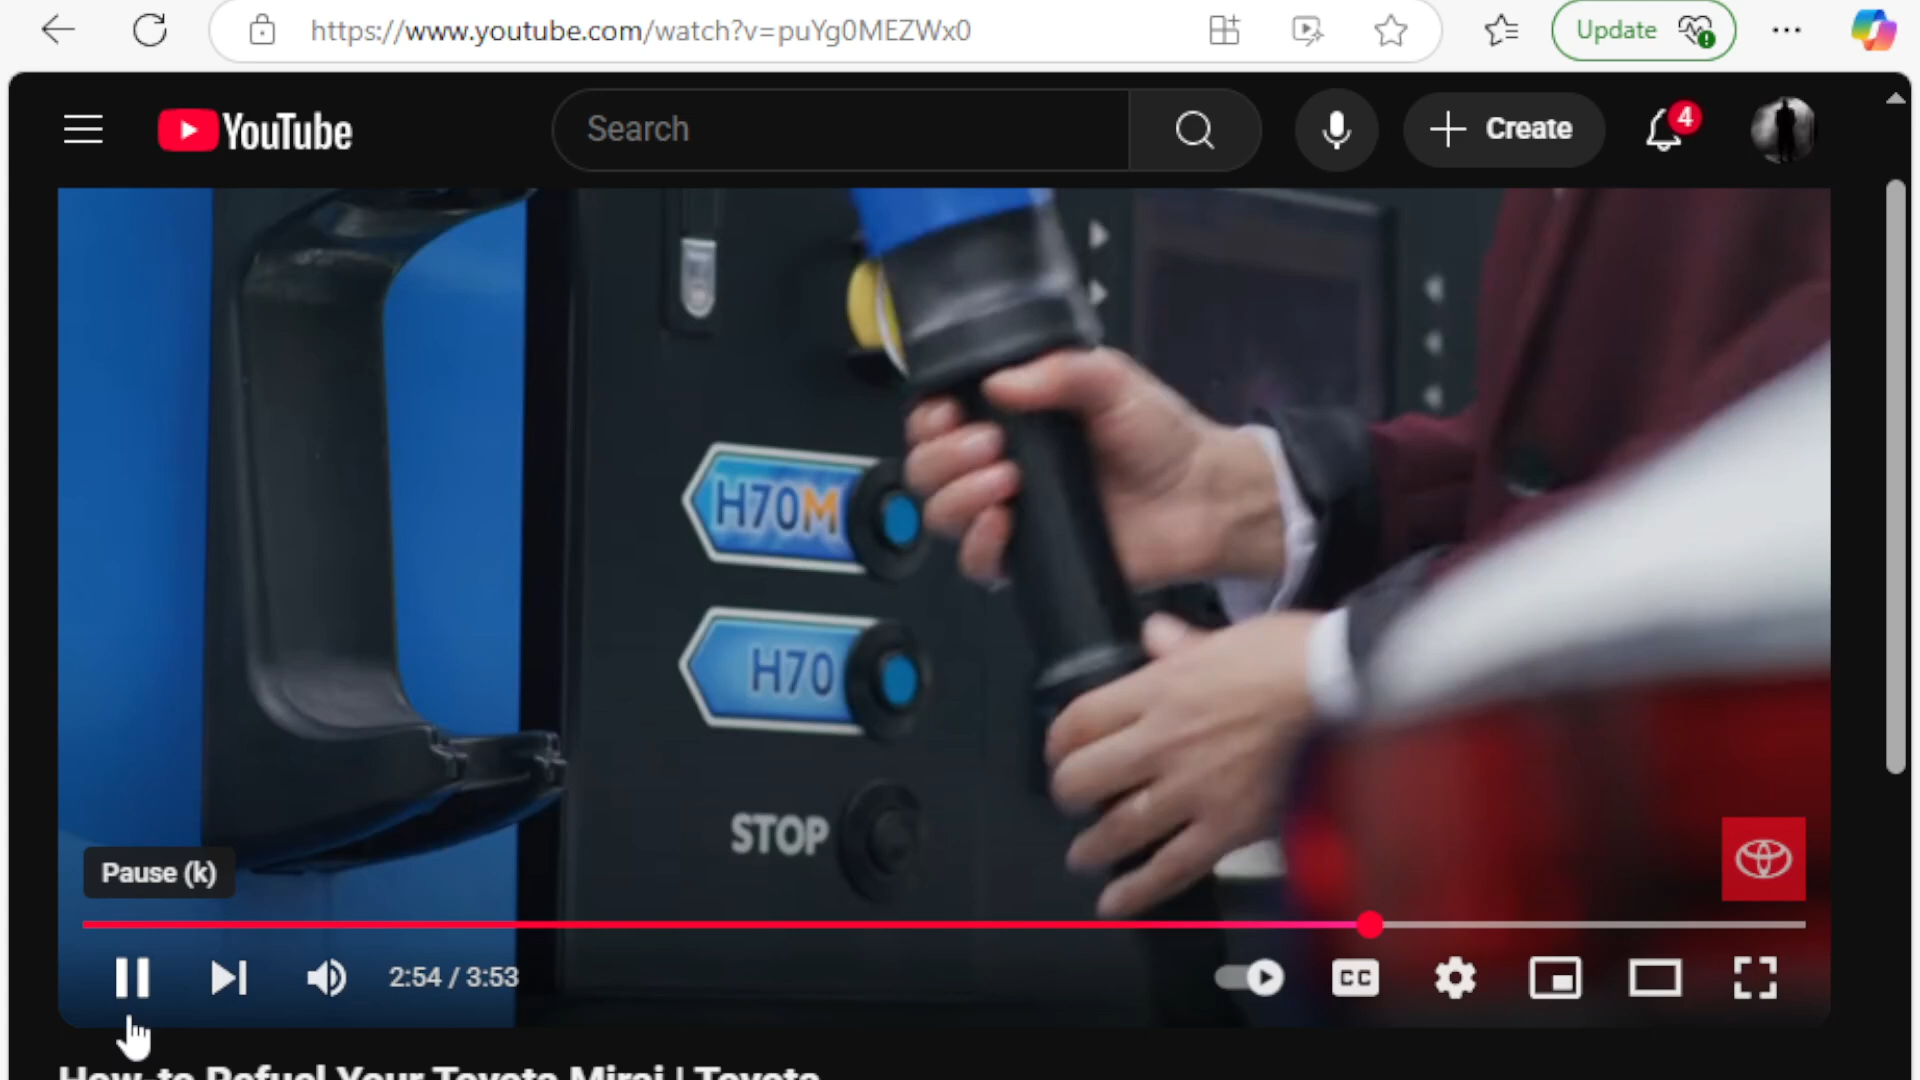 https://www.youtube.com/watch?v=puYg0MEZWx0
Update
YouTube
Search
Create
4
H70M
H70
STOP
Pause (k)
2:54 / 3:53
CC
How-to Refuel Your Toyota Mirai | Toyota